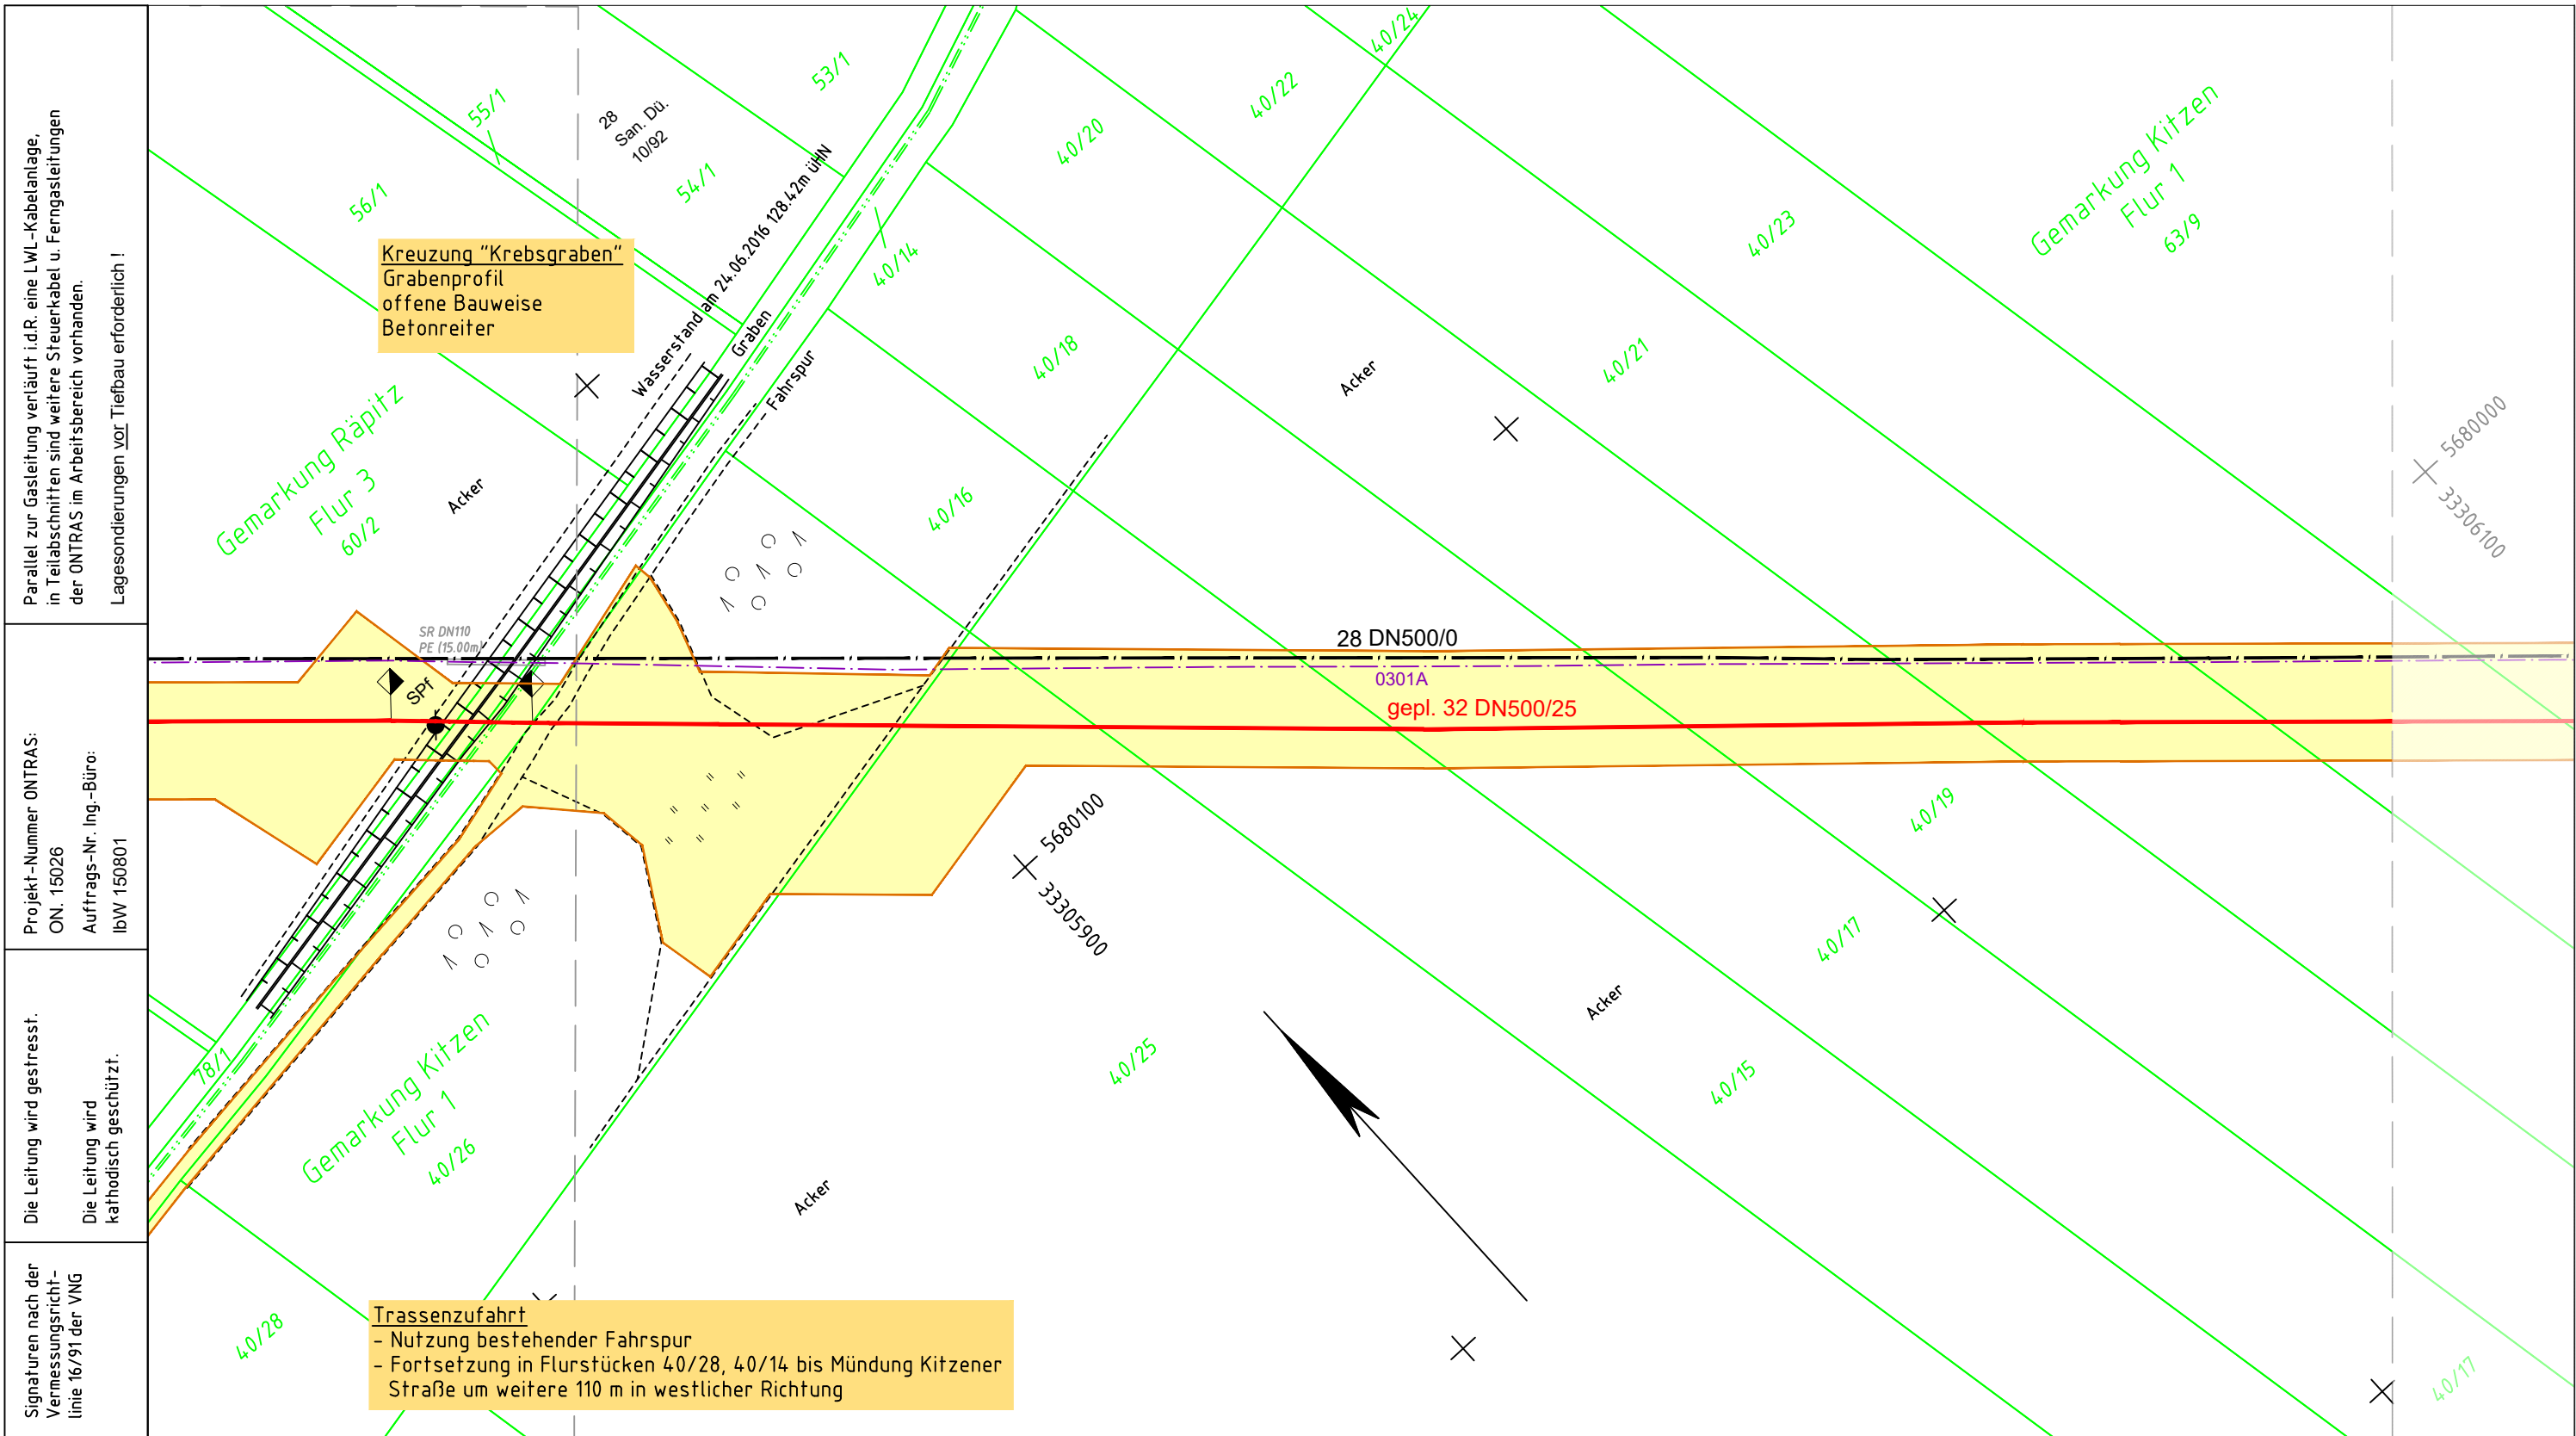 Parallel zur Gasleitung verläuft i.d.R. eine LWL-Kabelanlage,
in Teilabschnitten sind weitere Steuerkabel u. Ferngasleitungen
der ONTRAS im Arbeitsbereich vorhanden.
Lagesondierungen vor Tiefbau erforderlich !
Projekt-Nummer ONTRAS:
ON. 15026
Auftrags-Nr. Ing.-Büro:
IbW 150801
Die Leitung wird gestresst.
Die Leitung wird
kathodisch geschützt.
Signaturen nach der
Vermessungsricht-
linie 16/91 der VNG
55/1
56/1
28
San. Dü.
10/92
53/1
54/1
Kreuzung "Krebsgraben"
Grabenprofil
offene Bauweise
Betonreiter
Wasserstand am 24.06.2016 128.42m üHN
Graben
Fahrspur
40/14
40/24
40/22
40/20
40/18
40/16
40/23
40/21
Acker
Gemarkung Kitzen
Flur 1
63/9
5680000
33306100
Gemarkung Räpitz
Flur 3
60/2
Acker
SR DN110
PE (15.00m)
SPf
28 DN500/0
0301A
gepl. 32 DN500/25
5680100
33305900
40/19
40/17
40/15
40/25
Acker
Acker
78/1
Gemarkung Kitzen
Flur 1
40/26
40/28
40/17
Trassenzufahrt
- Nutzung bestehender Fahrspur
- Fortsetzung in Flurstücken 40/28, 40/14 bis Mündung Kitzener
Straße um weitere 110 m in westlicher Richtung